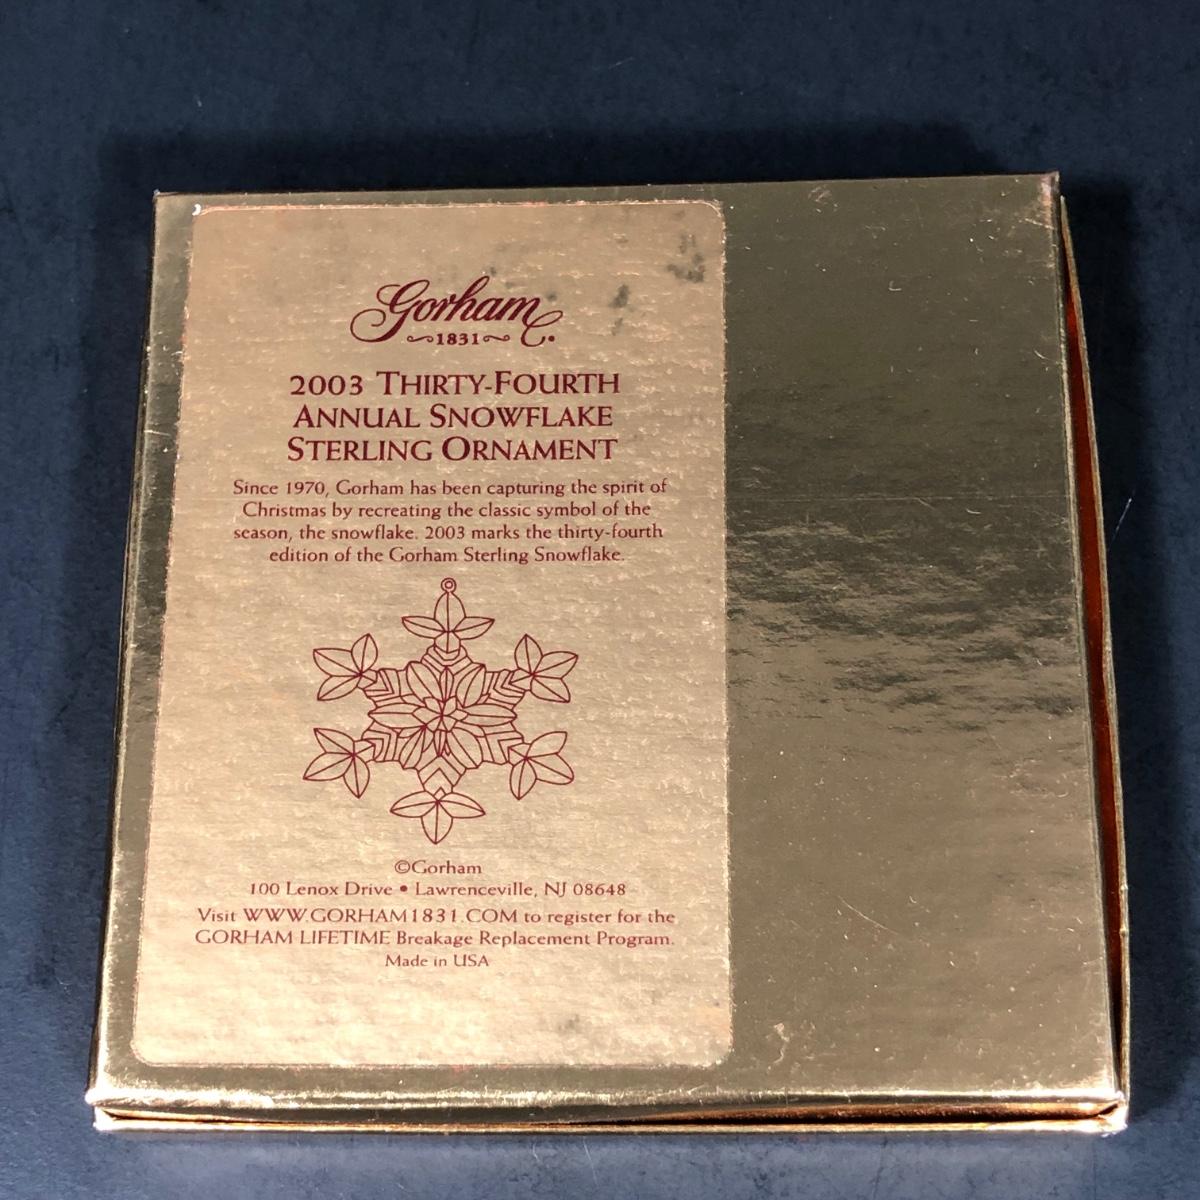 Gorham
1831
2003 THIRTY-FOURTH
ANNUAL SNOWFLAKE
STERLING ORNAMENT
Since 1970, Gorham has been capturing the spirit of
Christmas by recreating the classic symbol of the
season, the snowflake. 2003 marks the thirty-fourth
edition of the Gorham Sterling Snowflake.
©Gorham
100 Lenox Drive • Lawrenceville, NJ 08648
Visit WWW.GORHAM1831.COM to register for the
GORHAM LIFETIME Breakage Replacement Program.
Made in USA